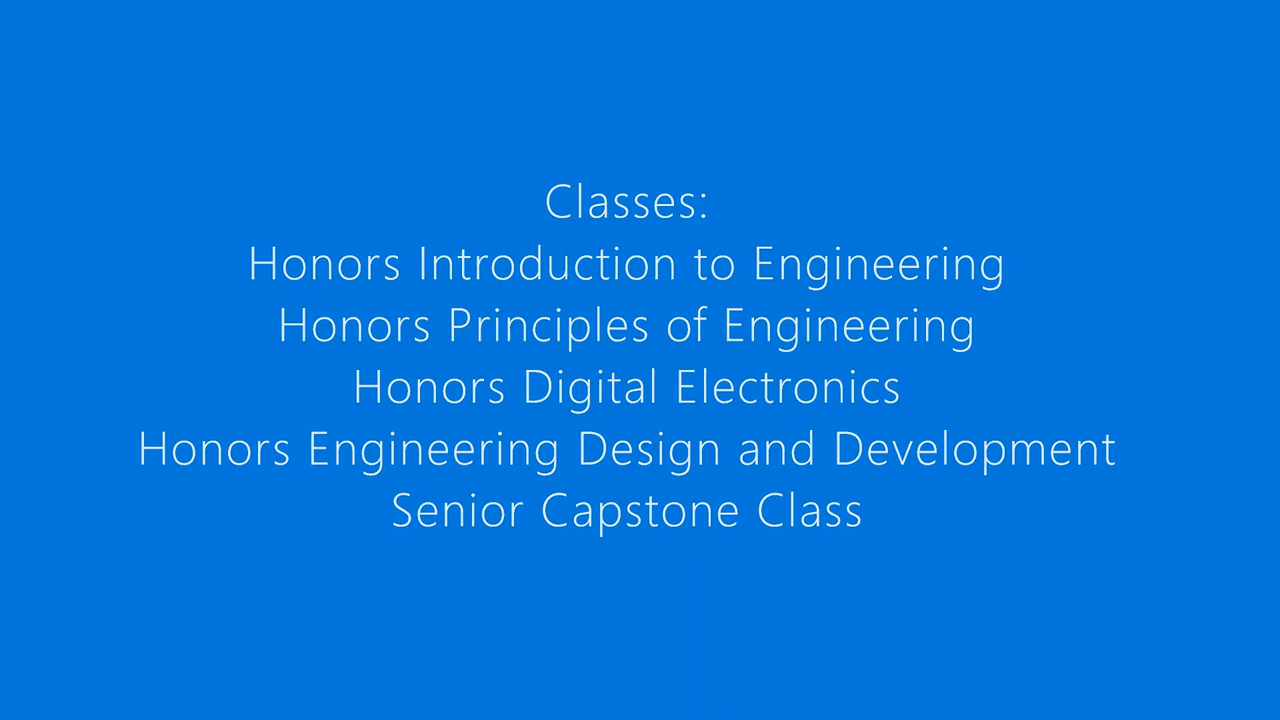 Classes:
Honors Introduction to Engineering
Honors Principles of Engineering
Honors Digital Electronics
Honors Engineering Design and Development
Senior Capstone Class